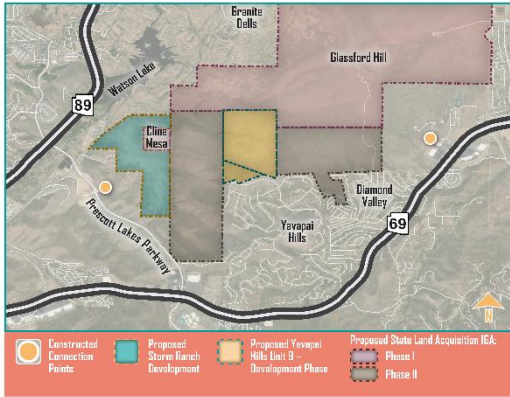 Granite
Dells
Glassford Hill
Watson Lake
89
Cline
Mesa
Prescott Lakes Parkway
Yavapai
Hills
Diamond
Valley
69
N
Constructed
Connection
Points
Proposed
Storm Ranch
Development
Proposed Yavapai
Hills Unit 9 –
Development Phase
Proposed State Land Acquisition IGA:
Phase I
Phase II